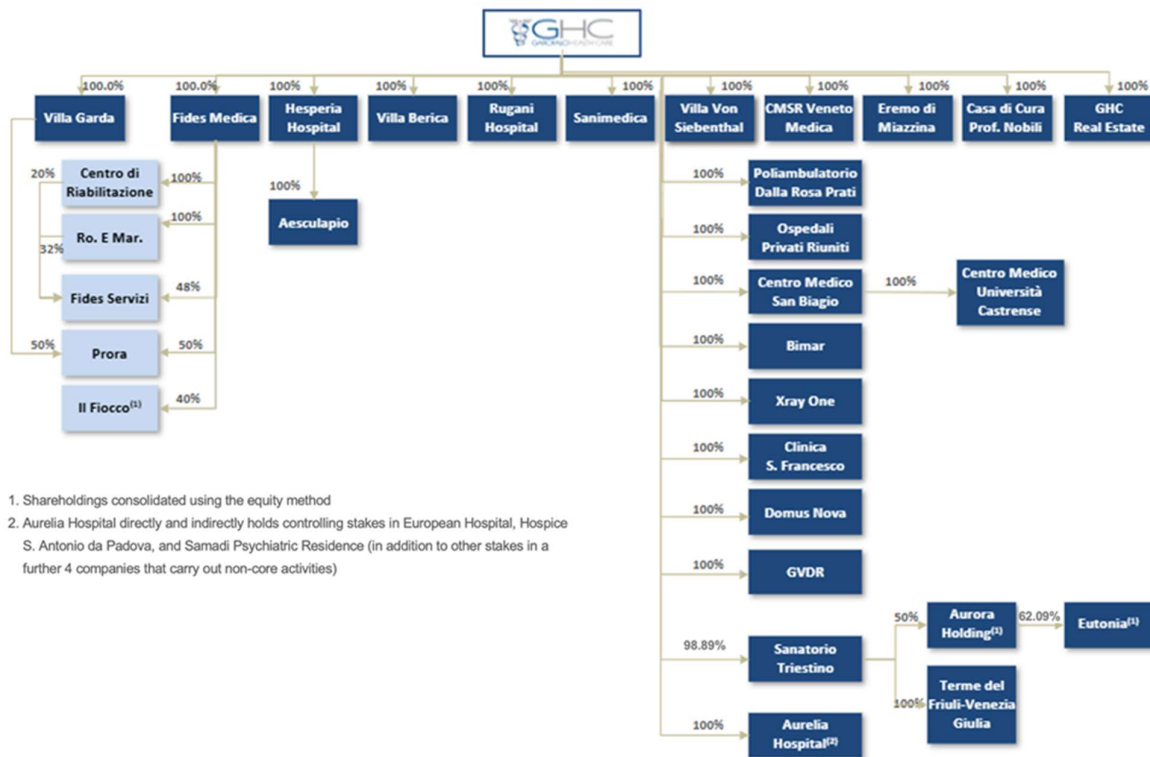 GHC
GAROFALO HEALTH CARE
100.0%
100.0%
100%
100%
100%
100%
100%
100%
100%
100%
100%
Villa Garda
Fides Medica
Hesperia
Hospital
Villa Berica
Rugani
Hospital
Sanimedica
Villa Von
Siebenthal
CMSR Veneto
Medica
Eremo di
Miazzina
Casa di Cura
Prof. Nobili
GHC
Real Estate
20%
Centro di
Riabilitazione
100%
100%
Aesculapio
100%
Poliambulatorio
Dalla Rosa Prati
Ro. E Mar.
100%
32%
100%
Ospedali
Privati Riuniti
Fides Servizi
48%
100%
Centro Medico
San Biagio
100%
Centro Medico
Università
Castrense
50%
Prora
50%
100%
Bimar
Il Fiocco(1)
40%
100%
Xray One
100%
Clinica
S. Francesco
1. Shareholdings consolidated using the equity method
2. Aurelia Hospital directly and indirectly holds controlling stakes in European Hospital, Hospice
S. Antonio da Padova, and Samadi Psychiatric Residence (in addition to other stakes in a
further 4 companies that carry out non-core activities)
100%
Domus Nova
100%
GVDR
98.89%
Sanatorio
Triestino
50%
Aurora
Holding(1)
62.09%
Eutonia(1)
100%
Terme del
Friuli-Venezia
Giulia
100%
Aurelia
Hospital(2)